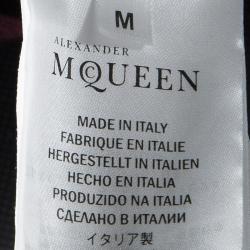 M
ALEXANDER
McQUEEN
MADE IN ITALY
FABRIQUE EN ITALIE
HERGESTELLT IN ITALIEN
HECHO EN ITALIA
PRODUZIDO NA ITALIA
СДЕЛАНО В ИТАЛИИ
イタリア製